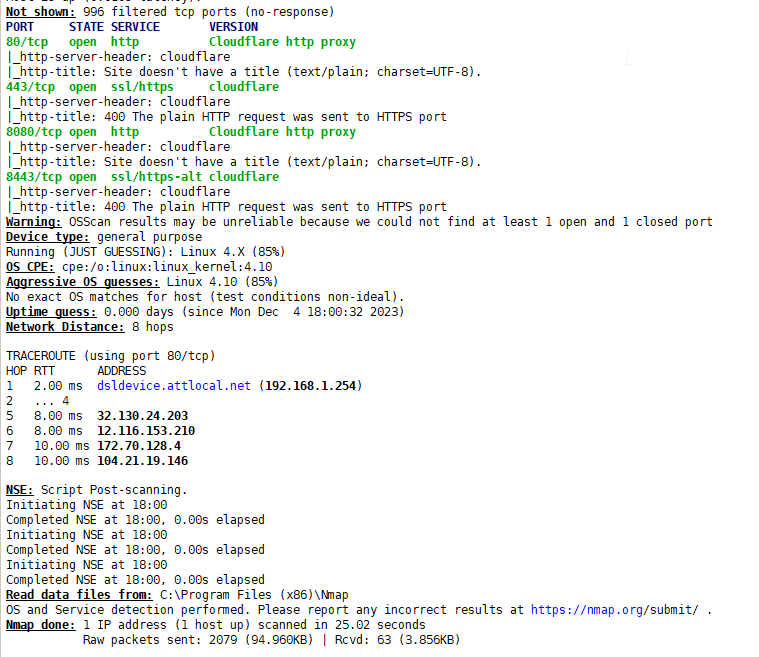 Not shown: 996 filtered tcp ports (no-response)
PORT     STATE SERVICE       VERSION
80/tcp   open  http          Cloudflare http proxy
|_http-server-header: cloudflare
|_http-title: Site doesn't have a title (text/plain; charset=UTF-8).
443/tcp  open  ssl/https     cloudflare
|_http-server-header: cloudflare
|_http-title: 400 The plain HTTP request was sent to HTTPS port
8080/tcp open  http          Cloudflare http proxy
|_http-server-header: cloudflare
|_http-title: Site doesn't have a title (text/plain; charset=UTF-8).
8443/tcp open  ssl/https-alt cloudflare
|_http-server-header: cloudflare
|_http-title: 400 The plain HTTP request was sent to HTTPS port
Warning: OSScan results may be unreliable because we could not find at least 1 open and 1 closed port
Device type: general purpose
Running (JUST GUESSING): Linux 4.X (85%)
OS CPE: cpe:/o:linux:linux_kernel:4.10
Aggressive OS guesses: Linux 4.10 (85%)
No exact OS matches for host (test conditions non-ideal).
Uptime guess: 0.000 days (since Mon Dec  4 18:00:32 2023)
Network Distance: 8 hops
TRACEROUTE (using port 80/tcp)
HOP RTT      ADDRESS
1   2.00 ms  dsldevice.attlocal.net (192.168.1.254)
2   ... 4
5   8.00 ms  32.130.24.203
6   8.00 ms  12.116.153.210
7   10.00 ms 172.70.128.4
8   10.00 ms 104.21.19.146
NSE: Script Post-scanning.
Initiating NSE at 18:00
Completed NSE at 18:00, 0.00s elapsed
Initiating NSE at 18:00
Completed NSE at 18:00, 0.00s elapsed
Initiating NSE at 18:00
Completed NSE at 18:00, 0.00s elapsed
Read data files from: C:\Program Files (x86)\Nmap
OS and Service detection performed. Please report any incorrect results at https://nmap.org/submit/ .
Nmap done: 1 IP address (1 host up) scanned in 25.02 seconds
           Raw packets sent: 2079 (94.960KB) | Rcvd: 63 (3.856KB)